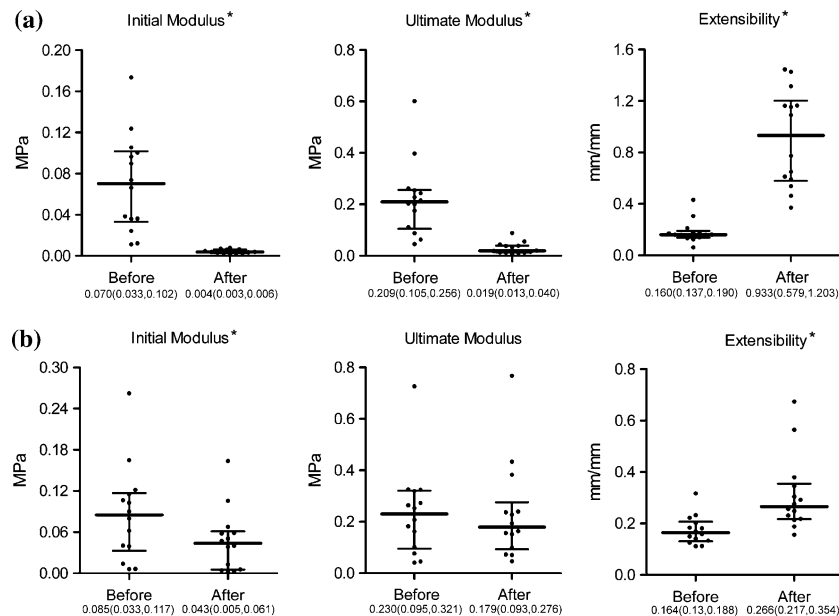 (a)
Initial Modulus*
Ultimate Modulus*
Extensibility*
MPa
0.20
0.16
0.12
0.08
0.04
0.00
Before
After
0.070(0.033,0.102)
0.004(0.003,0.006)
MPa
0.8
0.6
0.4
0.2
0.0
Before
After
0.209(0.105,0.256)
0.019(0.013,0.040)
mm/mm
1.6
1.2
0.8
0.4
0.0
Before
After
0.160(0.137,0.190)
0.933(0.579,1.203)
(b)
Initial Modulus*
Ultimate Modulus
Extensibility*
MPa
0.30
0.24
0.18
0.12
0.06
0.00
Before
After
0.085(0.033,0.117)
0.043(0.005,0.061)
MPa
0.8
0.6
0.4
0.2
0.0
Before
After
0.230(0.095,0.321)
0.179(0.093,0.276)
mm/mm
0.8
0.6
0.4
0.2
0.0
Before
After
0.164(0.13,0.188)
0.266(0.217,0.354)